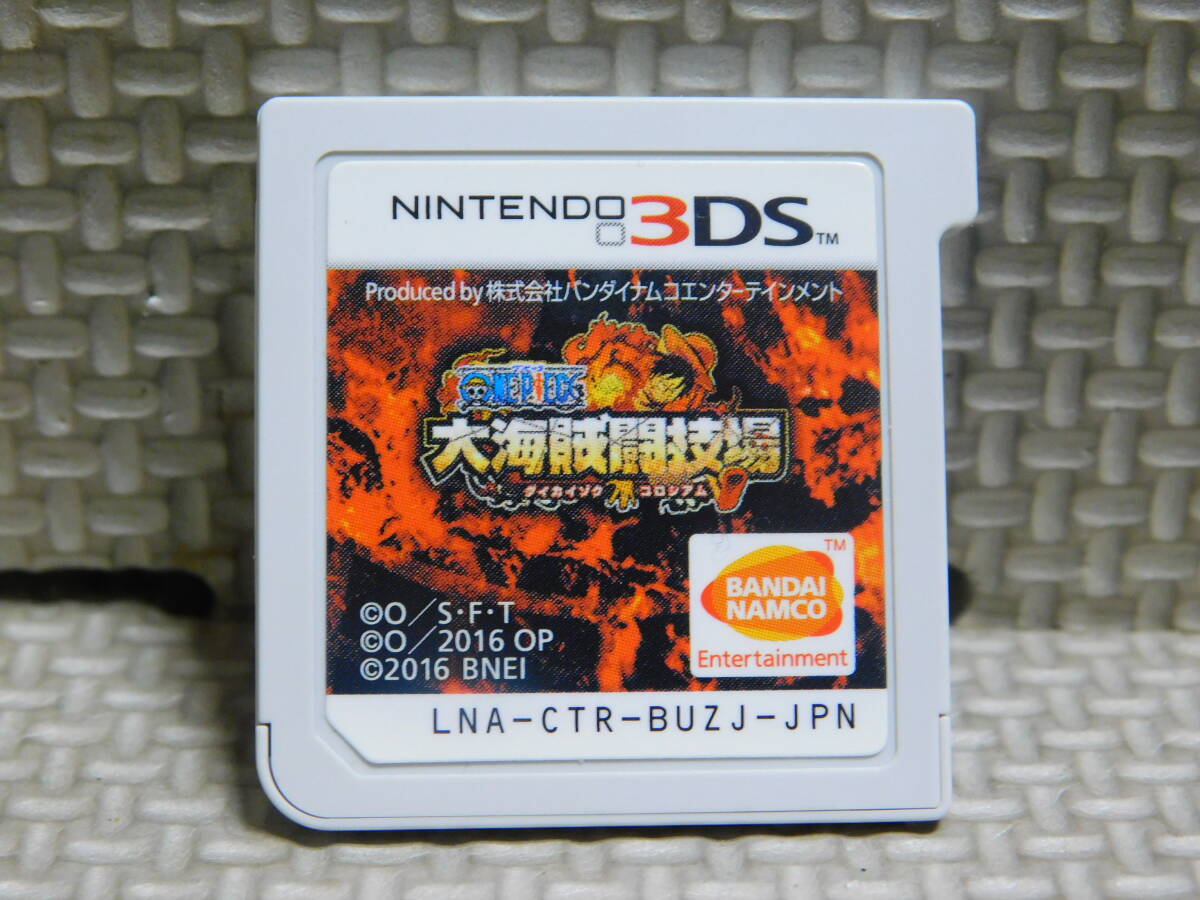 NINTENDO 3DS™
Produced by 株式会社バンダイナムコエンターテインメント
ONE PIECE
大海賊闘技場
ダイカイゾク コロシアム
TM
BANDAI
NAMCO
Entertainment
©O／S・F・T
©O／2016 OP
©2016 BNEI
LNA-CTR-BUZJ-JPN